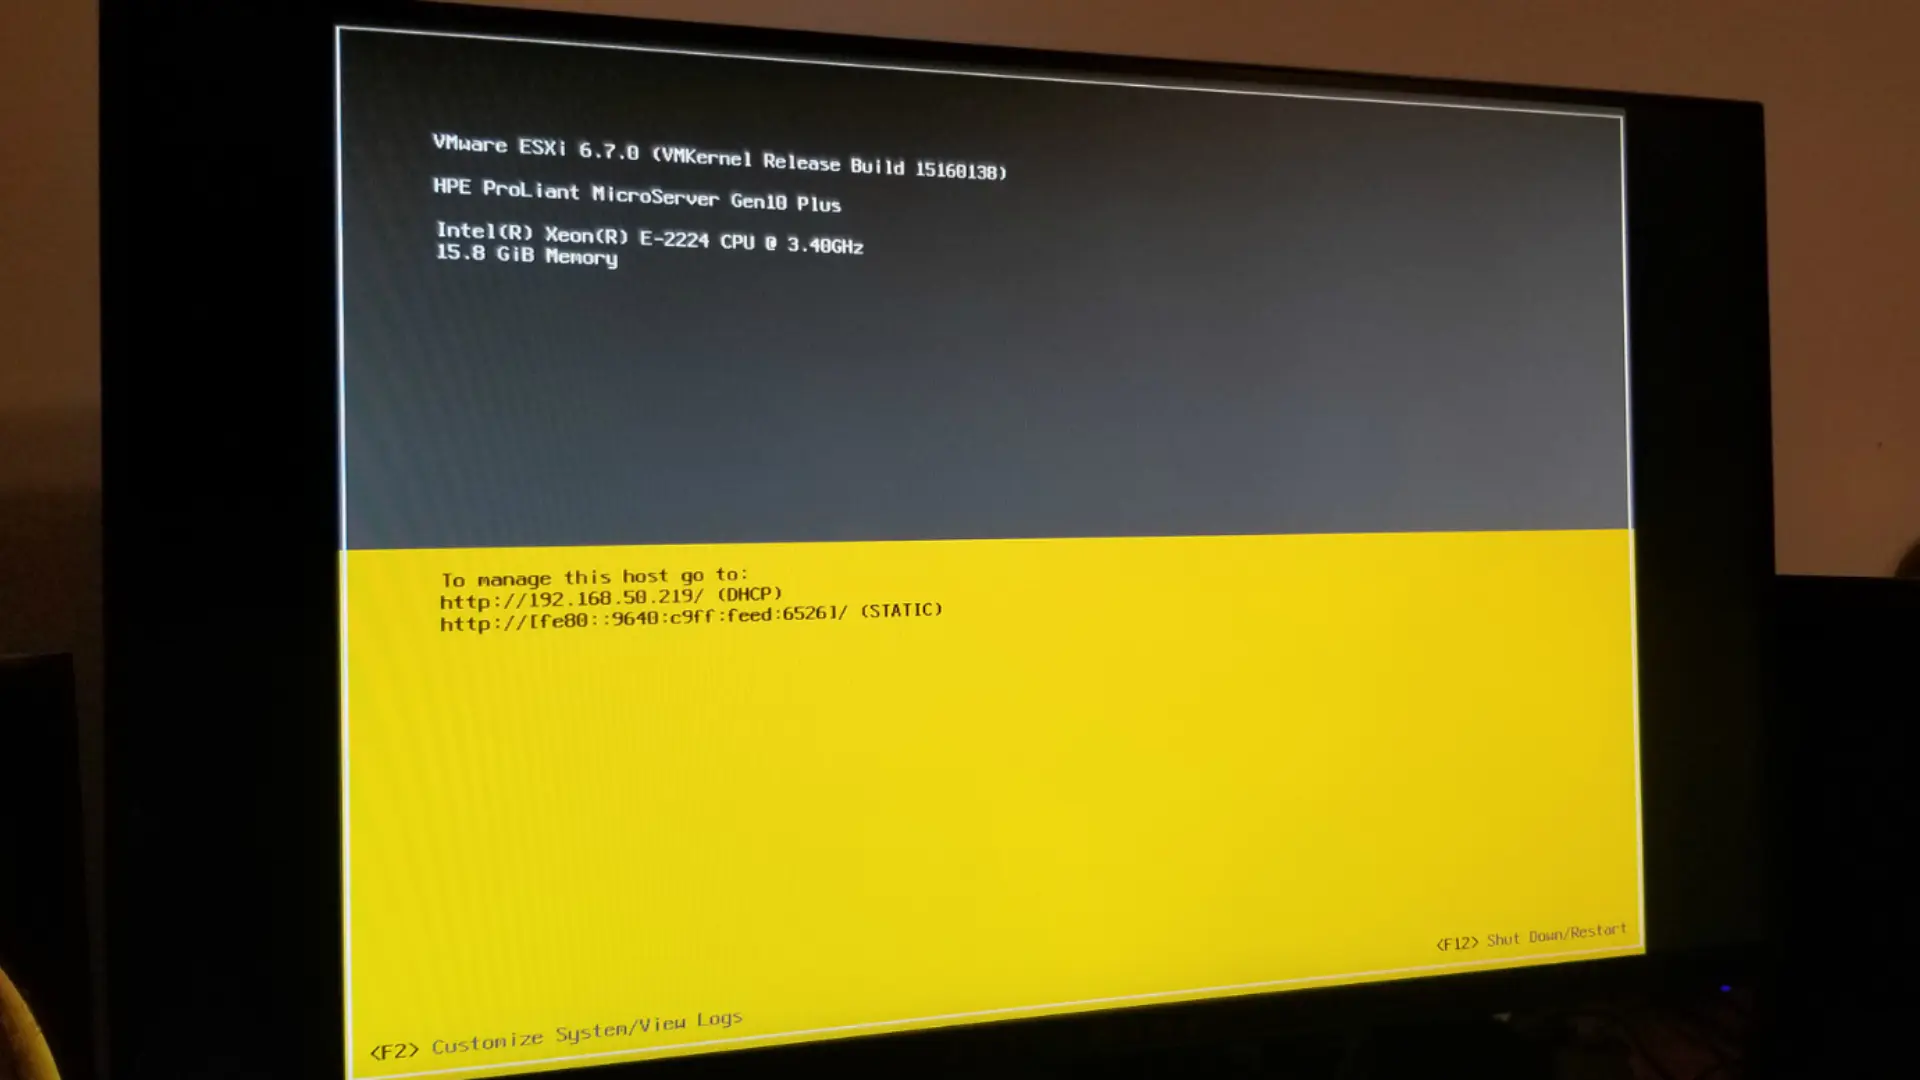 VMware ESXi 6.7.0 (VMKernel Release Build 15160138)
HPE ProLiant MicroServer Gen10 Plus
Intel(R) Xeon(R) E-2224 CPU @ 3.40GHz
15.8 GiB Memory
To manage this host go to:
http://192.168.50.219/ (DHCP)
http://[fe80::9640:c9ff:feed:6526]/ (STATIC)
<F12> Shut Down/Restart
<F2> Customize System/View Logs